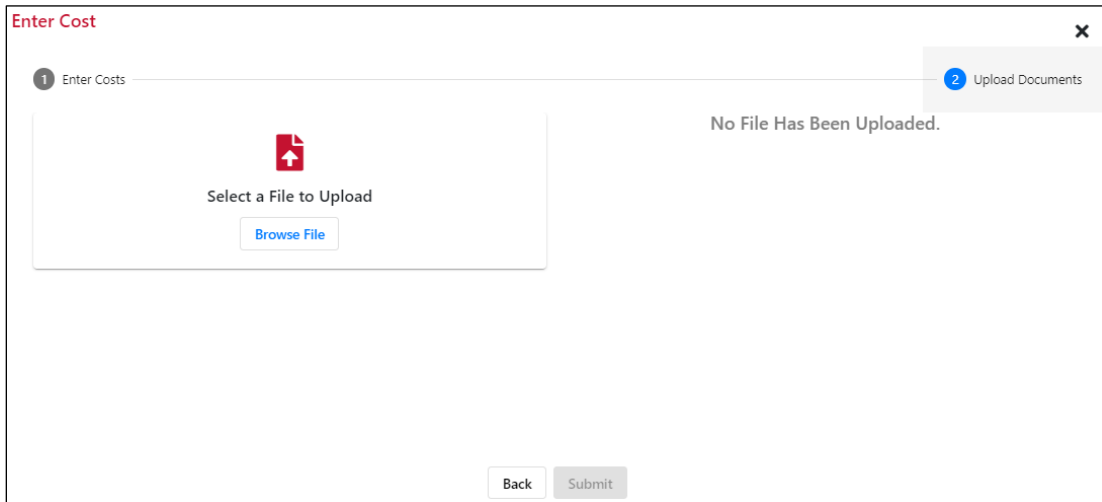 Enter Cost
1 Enter Costs
2 Upload Documents
No File Has Been Uploaded.
Select a File to Upload
Browse File
Back
Submit